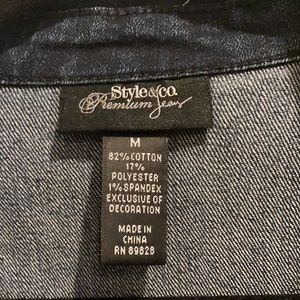 Style&co.
Premium Jeans
M
82% COTTON
17%
POLYESTER
1% SPANDEX
EXCLUSIVE OF
DECORATION
MADE IN
CHINA
RN 89828